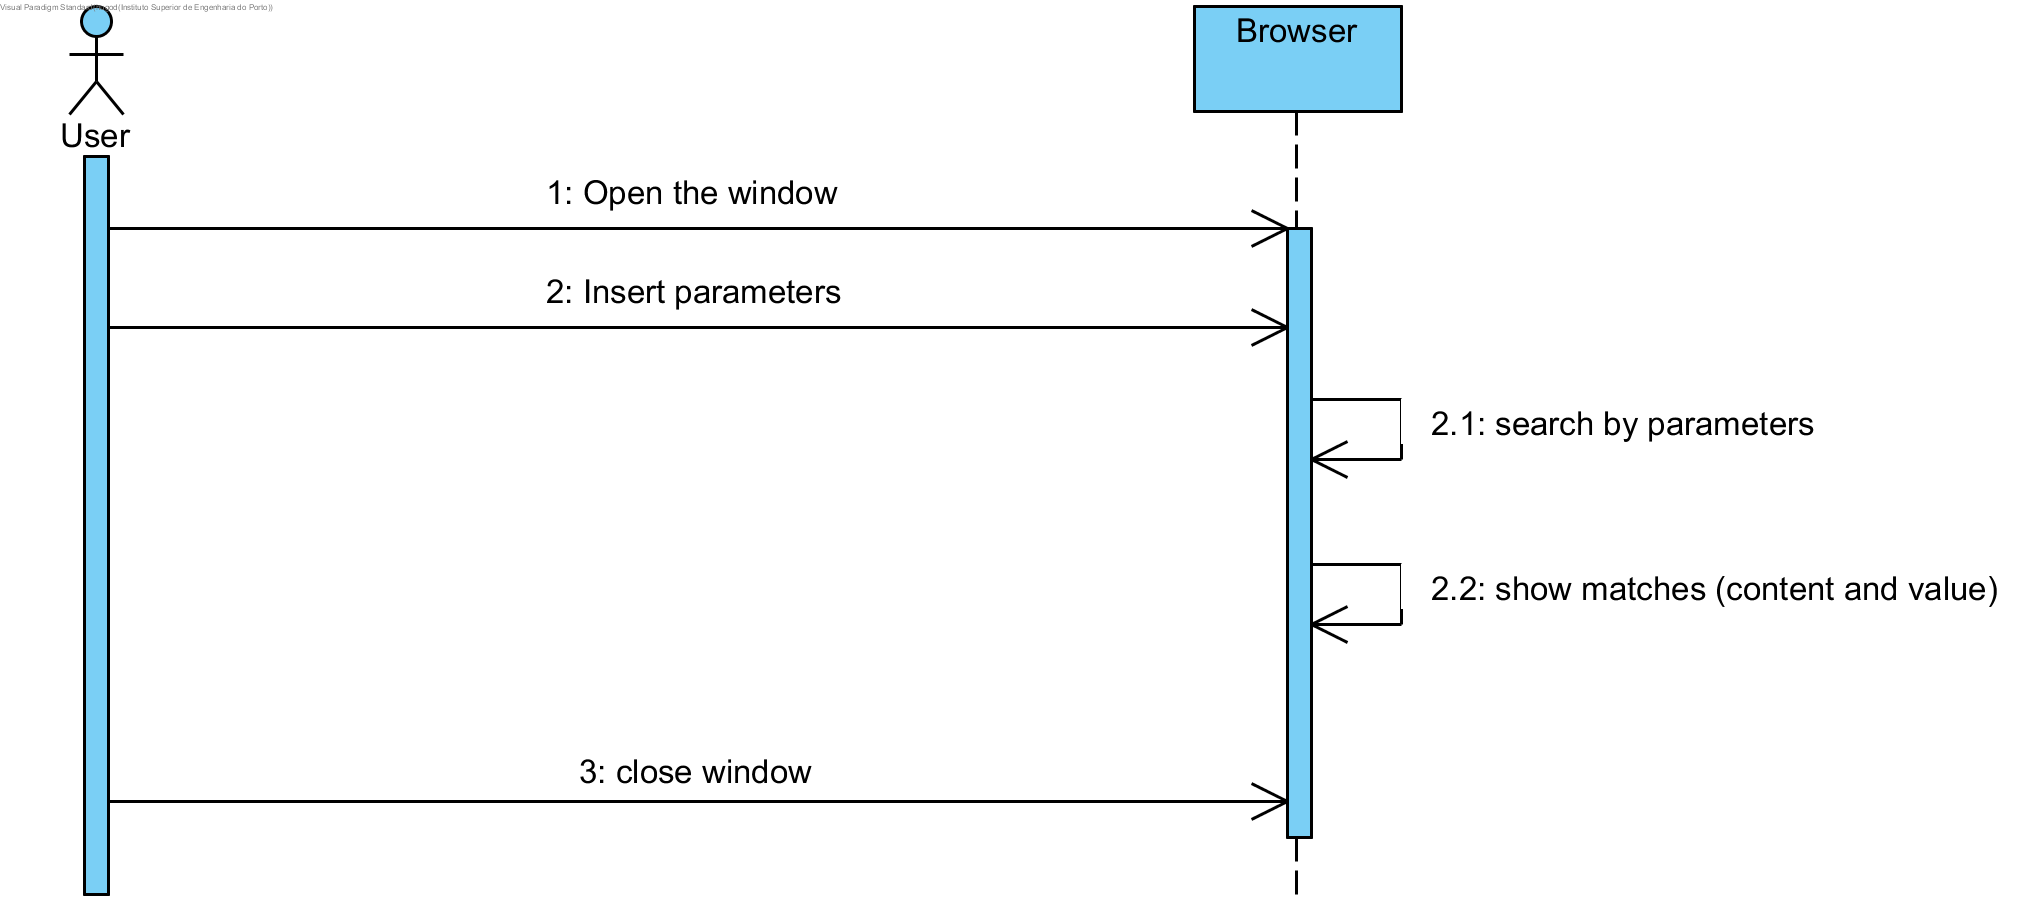 Visual Paradigm Standard(Instituto Superior de Engenharia do Porto))
Browser
User
1: Open the window
2: Insert parameters
2.1: search by parameters
2.2: show matches (content and value)
3: close window